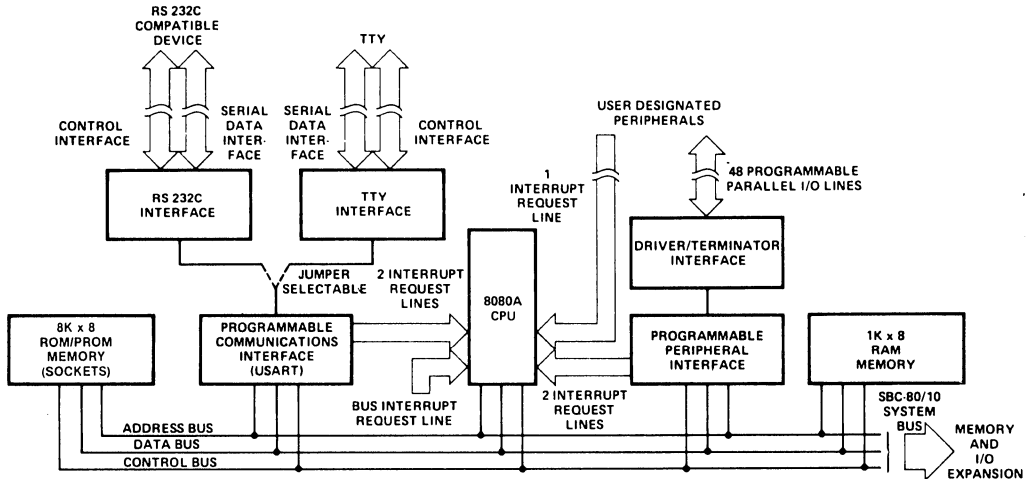 RS 232C
COMPATIBLE
DEVICE
TTY
CONTROL
INTERFACE
SERIAL
DATA
INTER-
FACE
SERIAL
DATA
INTER-
FACE
CONTROL
INTERFACE
USER DESIGNATED
PERIPHERALS
1
INTERRUPT
REQUEST
LINE
48 PROGRAMMABLE
PARALLEL I/O LINES
RS 232C
INTERFACE
TTY
INTERFACE
DRIVER/TERMINATOR
INTERFACE
JUMPER
SELECTABLE
2 INTERRUPT
REQUEST
LINES
8080A
CPU
8K x 8
ROM/PROM
MEMORY
(SOCKETS)
PROGRAMMABLE
COMMUNICATIONS
INTERFACE
(USART)
PROGRAMMABLE
PERIPHERAL
INTERFACE
1K x 8
RAM
MEMORY
BUS INTERRUPT
REQUEST LINE
2 INTERRUPT
REQUEST
LINES
SBC-80/10
SYSTEM
BUS
ADDRESS BUS
DATA BUS
CONTROL BUS
MEMORY
AND
I/O
EXPANSION